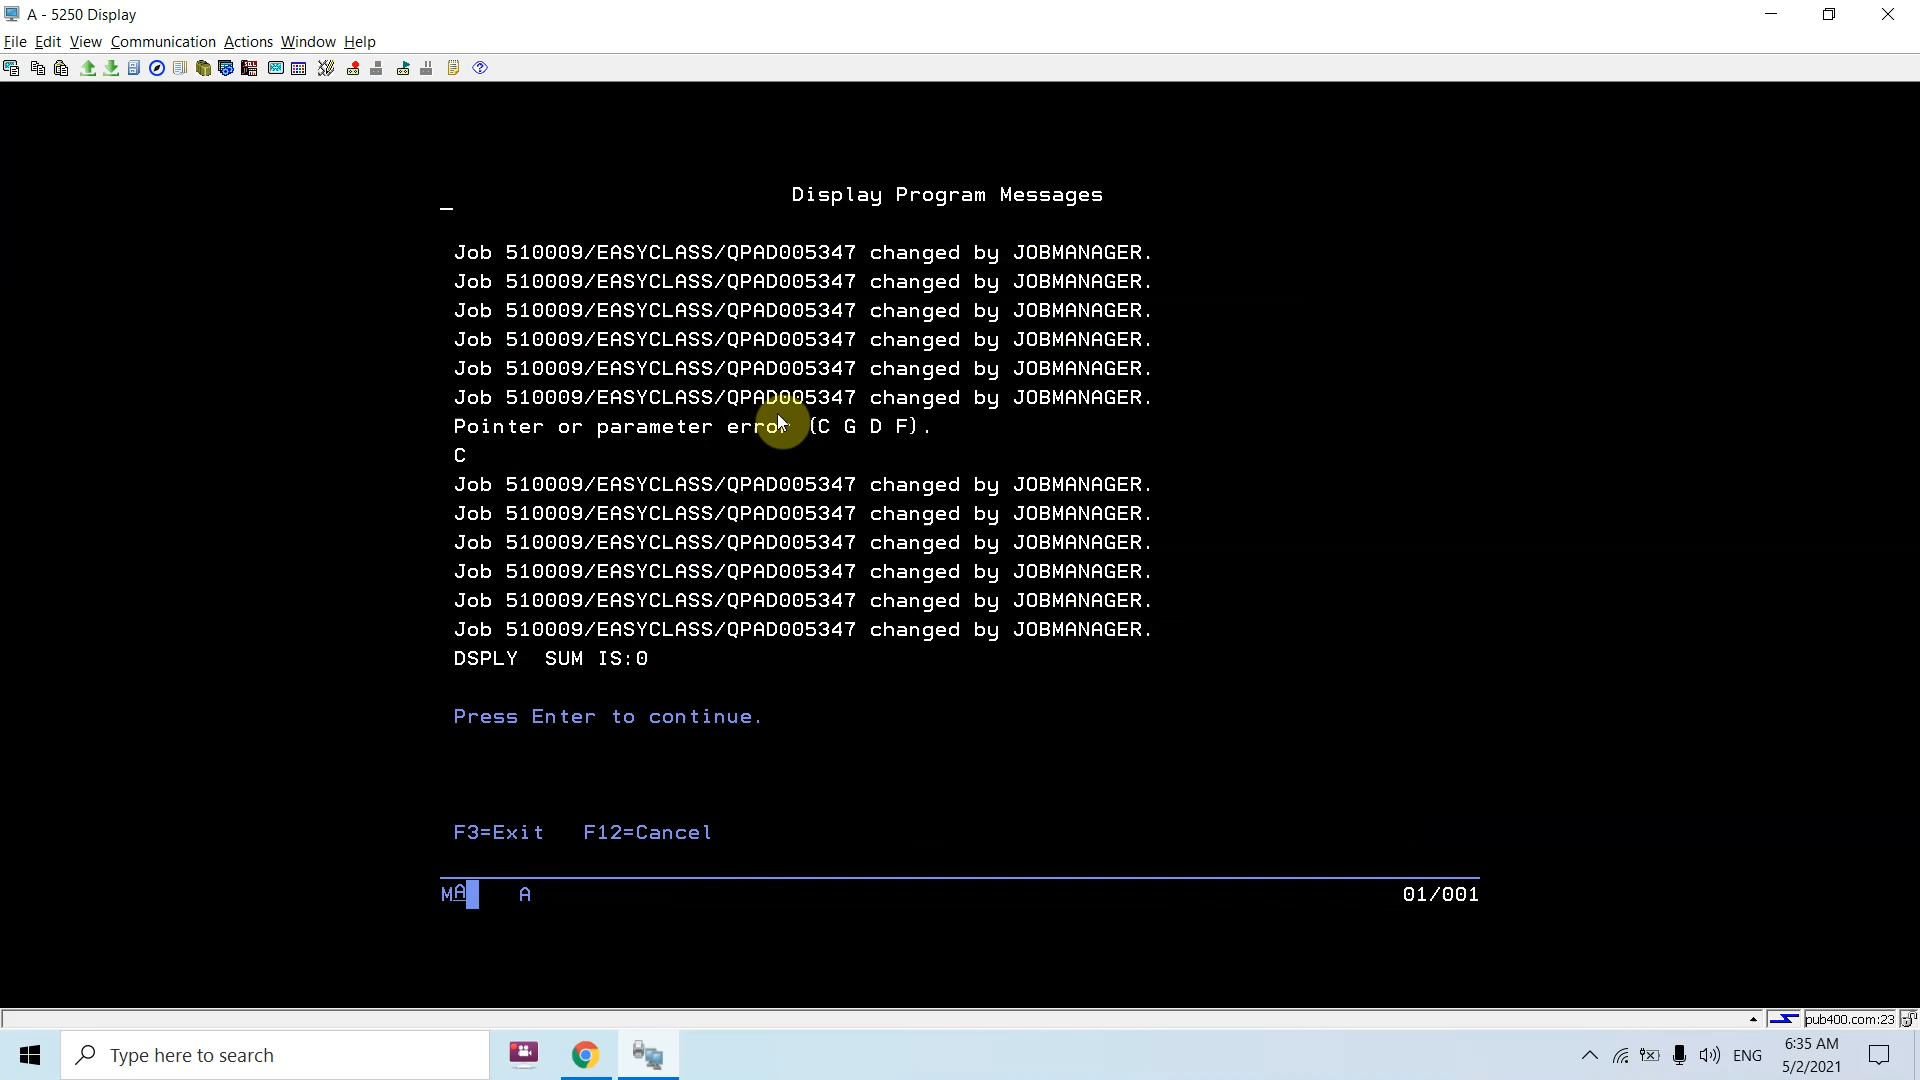 A - 5250 Display
File Edit View Communication Actions Window Help
Display Program Messages
Job 510009/EASYCLASS/QPAD005347 changed by JOBMANAGER.
Job 510009/EASYCLASS/QPAD005347 changed by JOBMANAGER.
Job 510009/EASYCLASS/QPAD005347 changed by JOBMANAGER.
Job 510009/EASYCLASS/QPAD005347 changed by JOBMANAGER.
Job 510009/EASYCLASS/QPAD005347 changed by JOBMANAGER.
Job 510009/EASYCLASS/QPAD005347 changed by JOBMANAGER.
Pointer or parameter error (C G D F).
C
Job 510009/EASYCLASS/QPAD005347 changed by JOBMANAGER.
Job 510009/EASYCLASS/QPAD005347 changed by JOBMANAGER.
Job 510009/EASYCLASS/QPAD005347 changed by JOBMANAGER.
Job 510009/EASYCLASS/QPAD005347 changed by JOBMANAGER.
Job 510009/EASYCLASS/QPAD005347 changed by JOBMANAGER.
Job 510009/EASYCLASS/QPAD005347 changed by JOBMANAGER.
DSPLY SUM IS:0
Press Enter to continue.
F3=Exit F12=Cancel
MA A 01/001
pub400.com:23
Type here to search
ENG
6:35 AM
5/2/2021